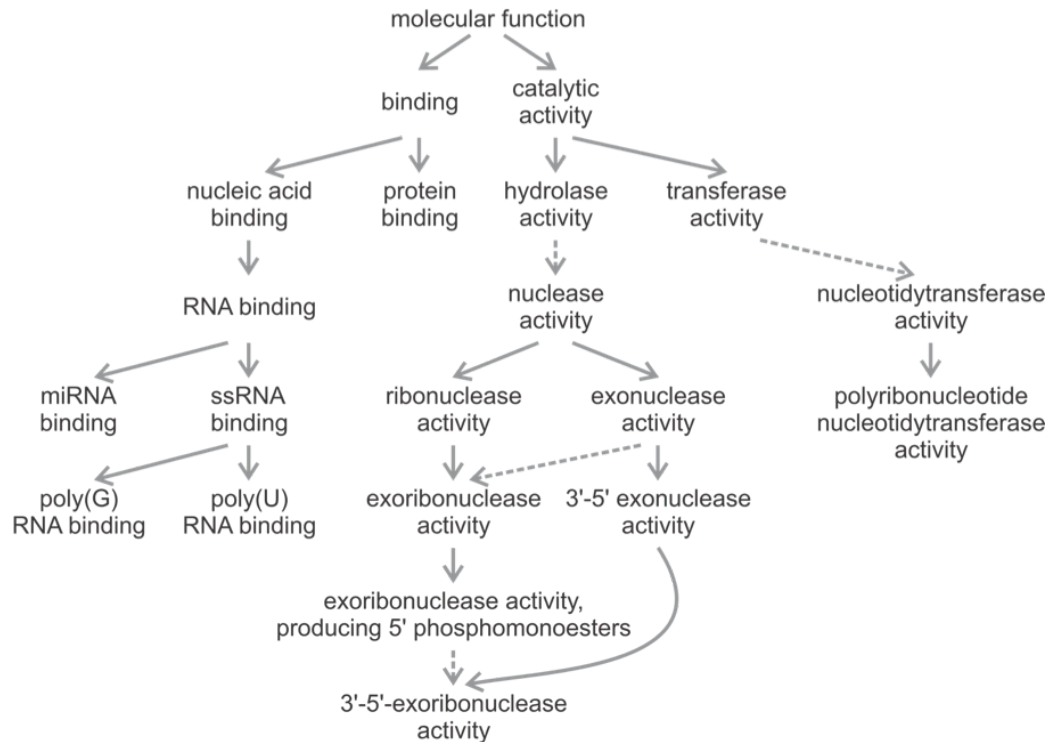 molecular function
binding
catalytic
activity
nucleic acid
binding
protein
binding
hydrolase
activity
transferase
activity
RNA binding
nuclease
activity
nucleotidytransferase
activity
miRNA
binding
ssRNA
binding
ribonuclease
activity
exonuclease
activity
polyribonucleotide
nucleotidytransferase
activity
poly(G)
RNA binding
poly(U)
RNA binding
exoribonuclease
activity
3'-5' exonuclease
activity
exoribonuclease activity,
producing 5' phosphomonoesters
3'-5'-exoribonuclease
activity